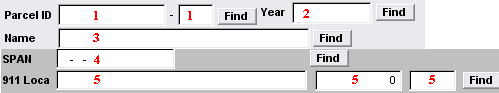 Parcel ID 1 - 1 Find Year 2 Find
Name 3 Find
SPAN - - 4 Find
911 Loca 5 5 0 5 Find